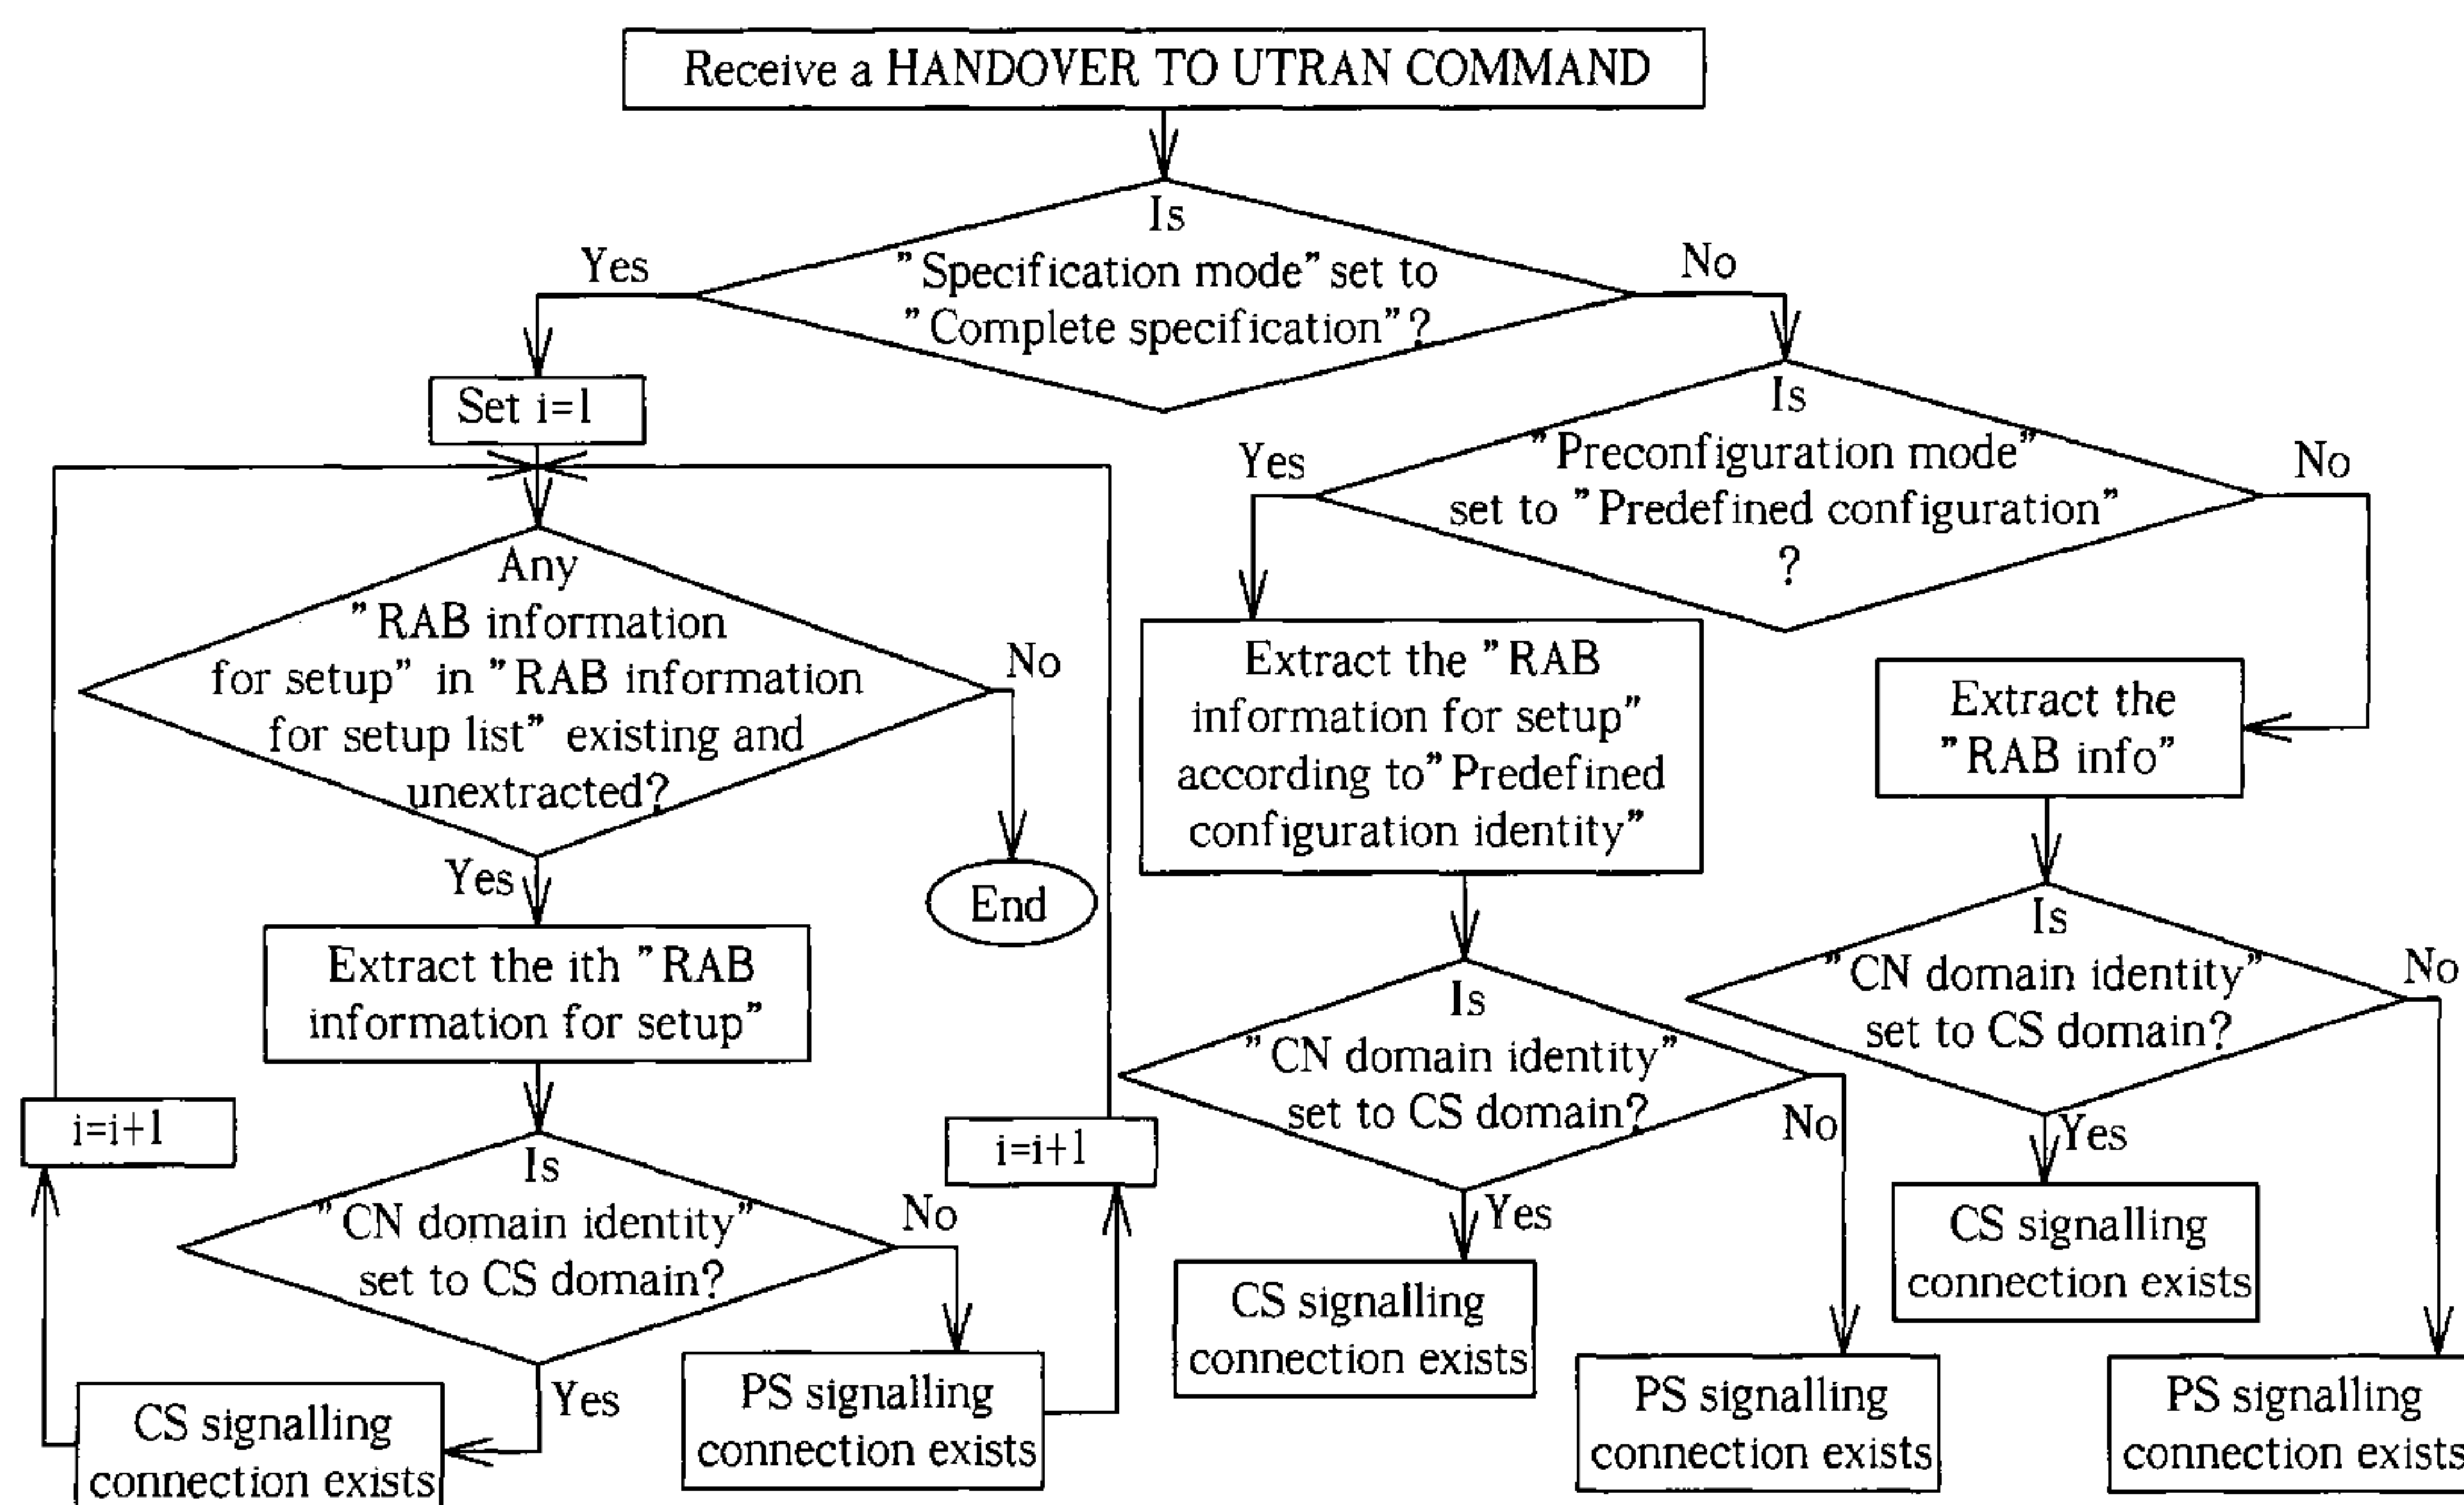 Receive a HANDOVER TO UTRAN COMMAND
Is
"Specification mode" set to
"Complete specification"?
Yes
No
Set i=1
Is
"Preconfiguration mode"
set to "Predefined configuration"
?
Yes
No
Any
"RAB information
for setup" in "RAB information
for setup list" existing and
unextracted?
No
Yes
End
Extract the "RAB
information for setup"
according to "Predefined
configuration identity"
Extract the
"RAB info"
Extract the ith "RAB
information for setup"
Is
"CN domain identity"
set to CS domain?
No
Yes
Is
"CN domain identity"
set to CS domain?
No
Yes
i=i+1
i=i+1
Is
"CN domain identity"
set to CS domain?
No
Yes
CS signalling
connection exists
PS signalling
connection exists
CS signalling
connection exists
PS signalling
connection exists
CS signalling
connection exists
PS signalling
connection exists